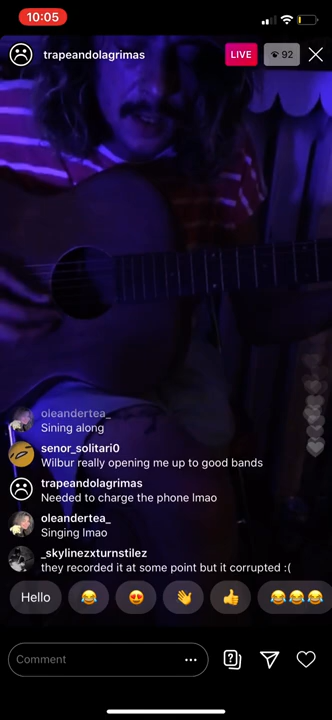 10:05
trapeandolagrimas
LIVE
92
oleandertea_
Sining along
senor_solitari0
Wilbur really opening me up to good bands
trapeandolagrimas
Needed to charge the phone lmao
oleandertea_
Singing lmao
_skylinezxturnstilez
they recorded it at some point but it corrupted :(
Hello
Comment